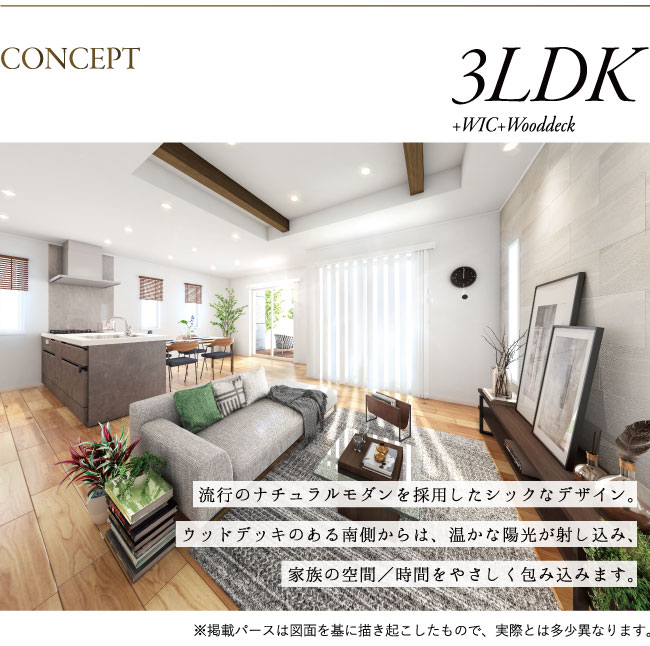 CONCEPT
3LDK
+WIC+Wooddeck
流行のナチュラルモダンを採用したシックなデザイン。
ウッドデッキのある南側からは、温かな陽光が射し込み、
家族の空間／時間をやさしく包み込みます。
※掲載パースは図面を基に描き起こしたもので、実際とは多少異なります。